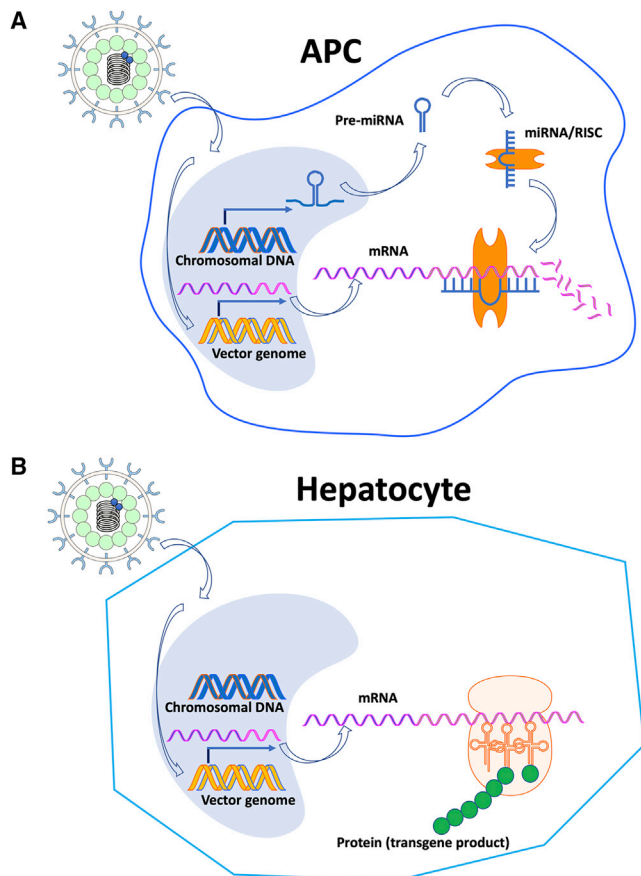 A
APC
Pre-miRNA
miRNA/RISC
Chromosomal DNA
mRNA
Vector genome
B
Hepatocyte
Chromosomal DNA
mRNA
Vector genome
Protein (transgene product)